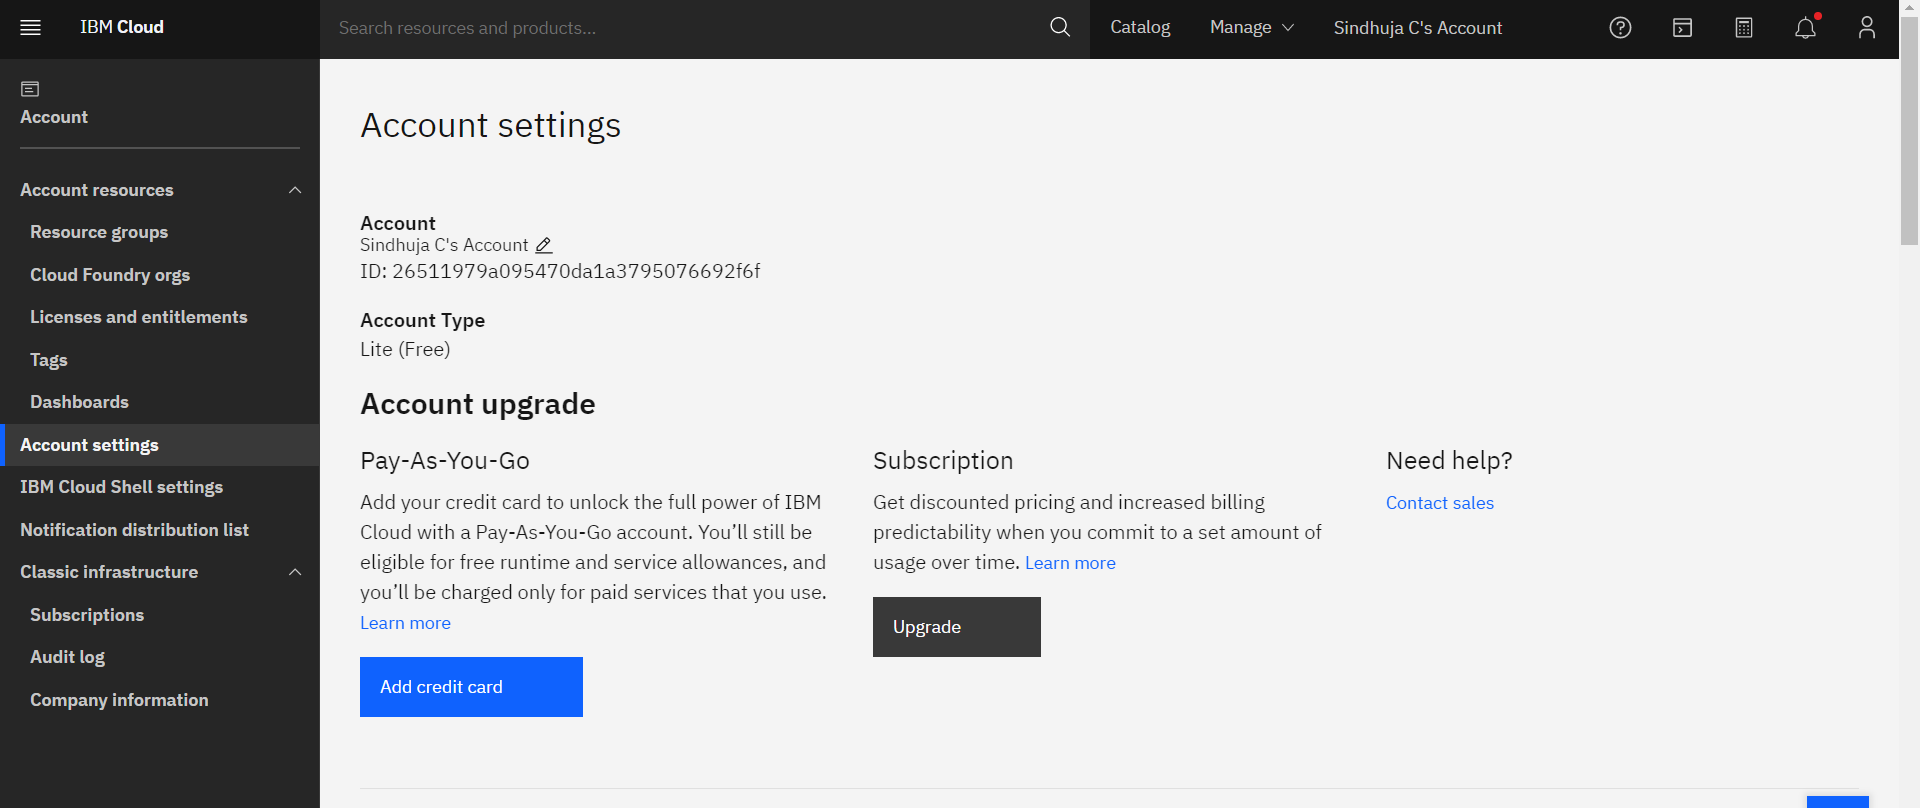 IBM Cloud
Search resources and products...
Catalog
Manage
Sindhuja C's Account
Account
Account resources
Resource groups
Cloud Foundry orgs
Licenses and entitlements
Tags
Dashboards
Account settings
IBM Cloud Shell settings
Notification distribution list
Classic infrastructure
Subscriptions
Audit log
Company information
Account settings
Account
Sindhuja C's Account
ID: 26511979a095470da1a3795076692f6f
Account Type
Lite (Free)
Account upgrade
Pay-As-You-Go
Add your credit card to unlock the full power of IBM
Cloud with a Pay-As-You-Go account. You’ll still be
eligible for free runtime and service allowances, and
you’ll be charged only for paid services that you use.
Learn more
Add credit card
Subscription
Get discounted pricing and increased billing
predictability when you commit to a set amount of
usage over time. Learn more
Upgrade
Need help?
Contact sales